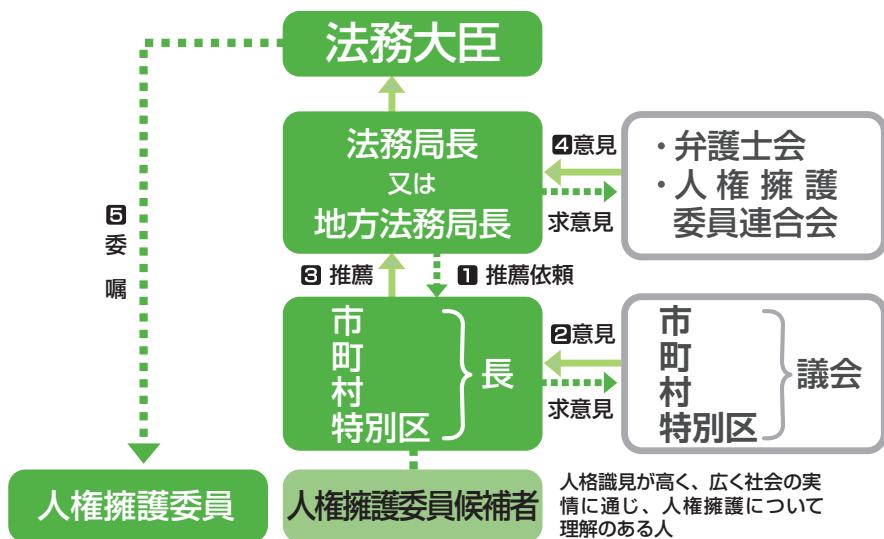 法務大臣
法務局長
又は
地方法務局長
4意見
求意見
・弁護士会
・人権擁護
委員連合会
5委嘱
3 推薦
1 推薦依頼
市
町
村
特別区
長
2意見
求意見
市
町
村
特別区
議会
人権擁護委員
人権擁護委員候補者
人格識見が高く、広く社会の実
情に通じ、人権擁護について
理解のある人